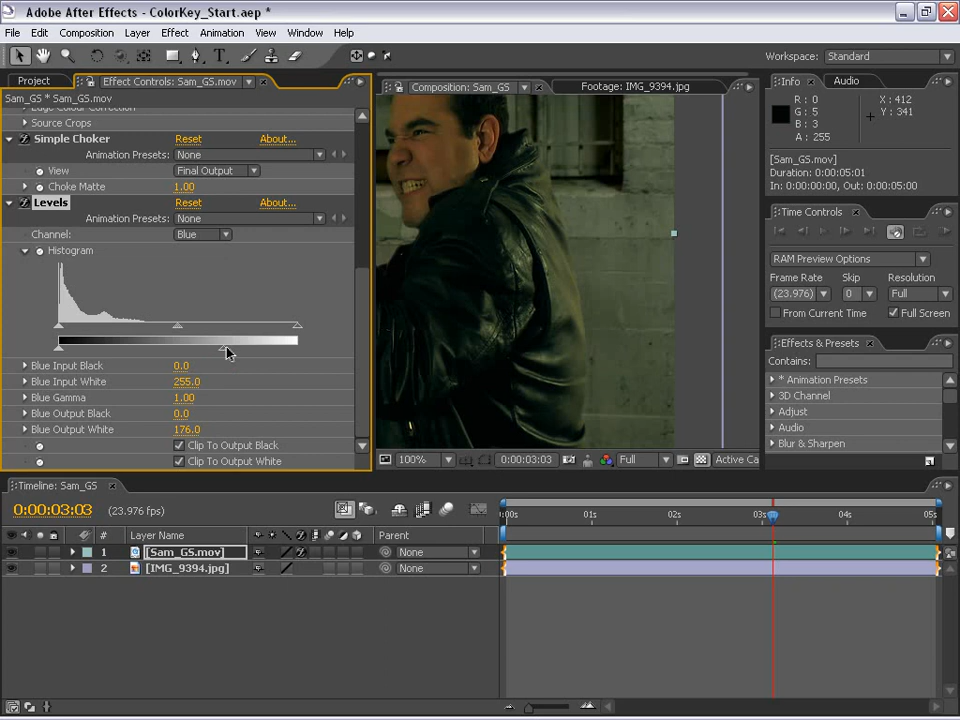 Adobe After Effects - ColorKey_Start.aep *
File Edit Composition Layer Effect Animation View Window Help
Workspace: Standard
Project Effect Controls: Sam_GS.mov
Composition: Sam_GS Footage: IMG_9394.jpg
Info Audio
Sam_GS * Sam_GS.mov
Edge Colour Correction
Source Crops
Simple Choker Reset About...
Animation Presets: None
View Final Output
Choke Matte 1.00
Levels Reset About...
Animation Presets: None
Channel: Blue
Histogram
Blue Input Black 0.0
Blue Input White 255.0
Blue Gamma 1.00
Blue Output Black 0.0
Blue Output White 176.0
Clip To Output Black
Clip To Output White
100% 0:00:03:03 Full Active Ca
R: 0 X: 412
G: 5 Y: 341
B: 3
A: 255
[Sam_GS.mov]
Duration: 0:00:05:01
In: 0:00:00:00, Out: 0:00:05:00
Time Controls
RAM Preview Options
Frame Rate Skip Resolution
(23.976) 0 Full
From Current Time Full Screen
Effects & Presets
Contains:
* Animation Presets
3D Channel
Adjust
Audio
Blur & Sharpen
Timeline: Sam_GS
0:00:03:03 (23.976 fps)
:00s 01s 02s 03s 04s 05s
# Layer Name Parent
1 [Sam_GS.mov] None
2 [IMG_9394.jpg] None